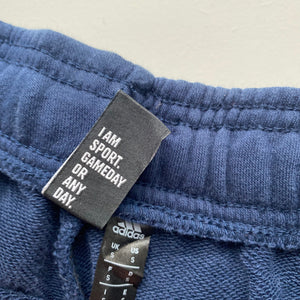 I AM
SPORT.
GAMEDAY
OR
ANY
DAY.
adidas
UK US
S S
F D
S S